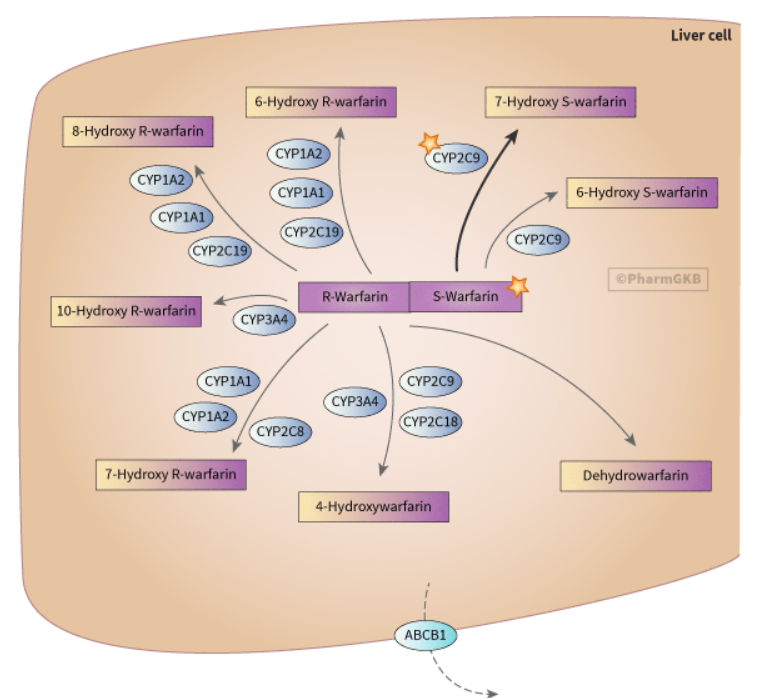 Liver cell
6-Hydroxy R-warfarin
7-Hydroxy S-warfarin
8-Hydroxy R-warfarin
CYP1A2
CYP2C9
CYP1A2
CYP1A1
6-Hydroxy S-warfarin
CYP1A1
CYP2C19
CYP2C9
CYP2C19
©PharmGKB
R-Warfarin
S-Warfarin
10-Hydroxy R-warfarin
CYP3A4
CYP1A1
CYP2C9
CYP3A4
CYP1A2
CYP2C18
CYP2C8
7-Hydroxy R-warfarin
Dehydrowarfarin
4-Hydroxywarfarin
ABCB1